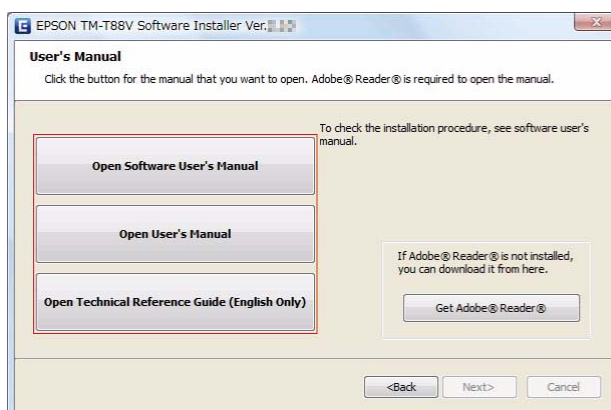 EPSON TM-T88V Software Installer Ver.
User's Manual
Click the button for the manual that you want to open. Adobe® Reader® is required to open the manual.
To check the installation procedure, see software user's
manual.
Open Software User's Manual
Open User's Manual
Open Technical Reference Guide (English Only)
If Adobe® Reader® is not installed,
you can download it from here.
Get Adobe® Reader®
<Back
Next>
Cancel